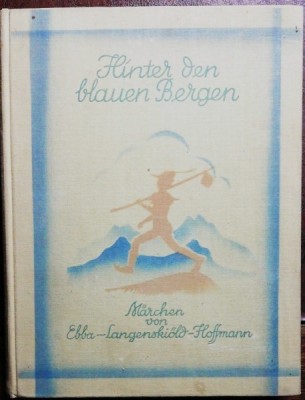 Hinter den
blauen Bergen
Märchen
von
Ebba-Langenskiöld-Hoffmann